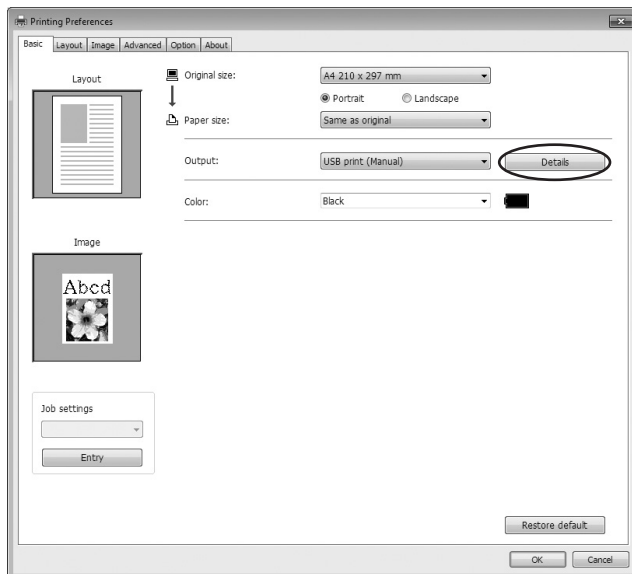 Printing Preferences
Basic Layout Image Advanced Option About
Layout
Original size: A4 210 x 297 mm
Portrait Landscape
Paper size: Same as original
Output: USB print (Manual) Details
Color: Black
Image
Abcd
Job settings
Entry
Restore default
OK Cancel